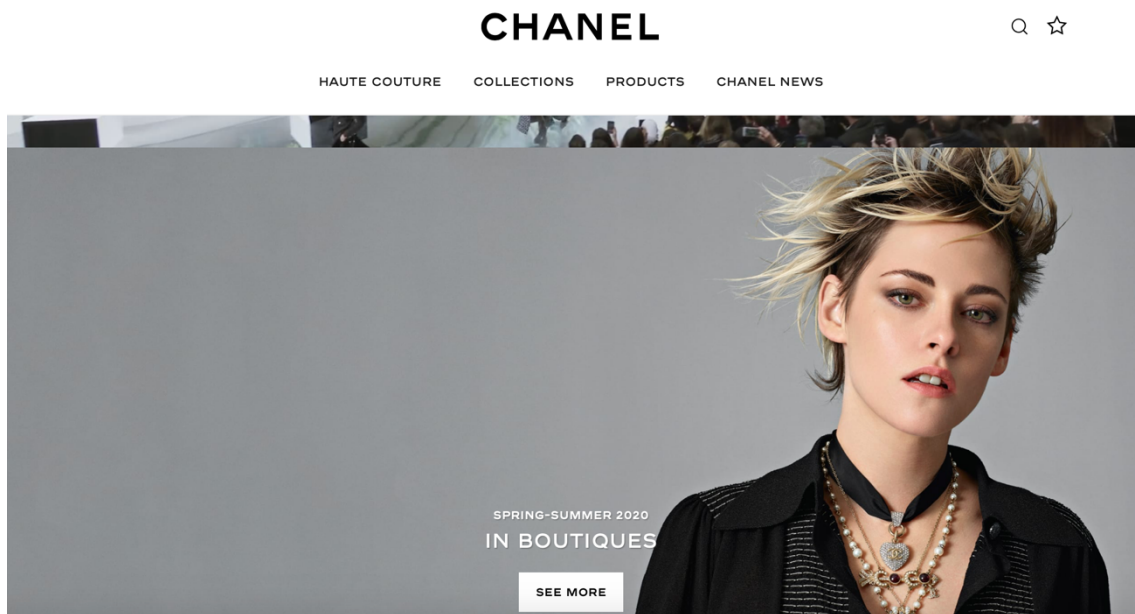 CHANEL
HAUTE COUTURE COLLECTIONS PRODUCTS CHANEL NEWS
SPRING-SUMMER 2020
IN BOUTIQUES
SEE MORE